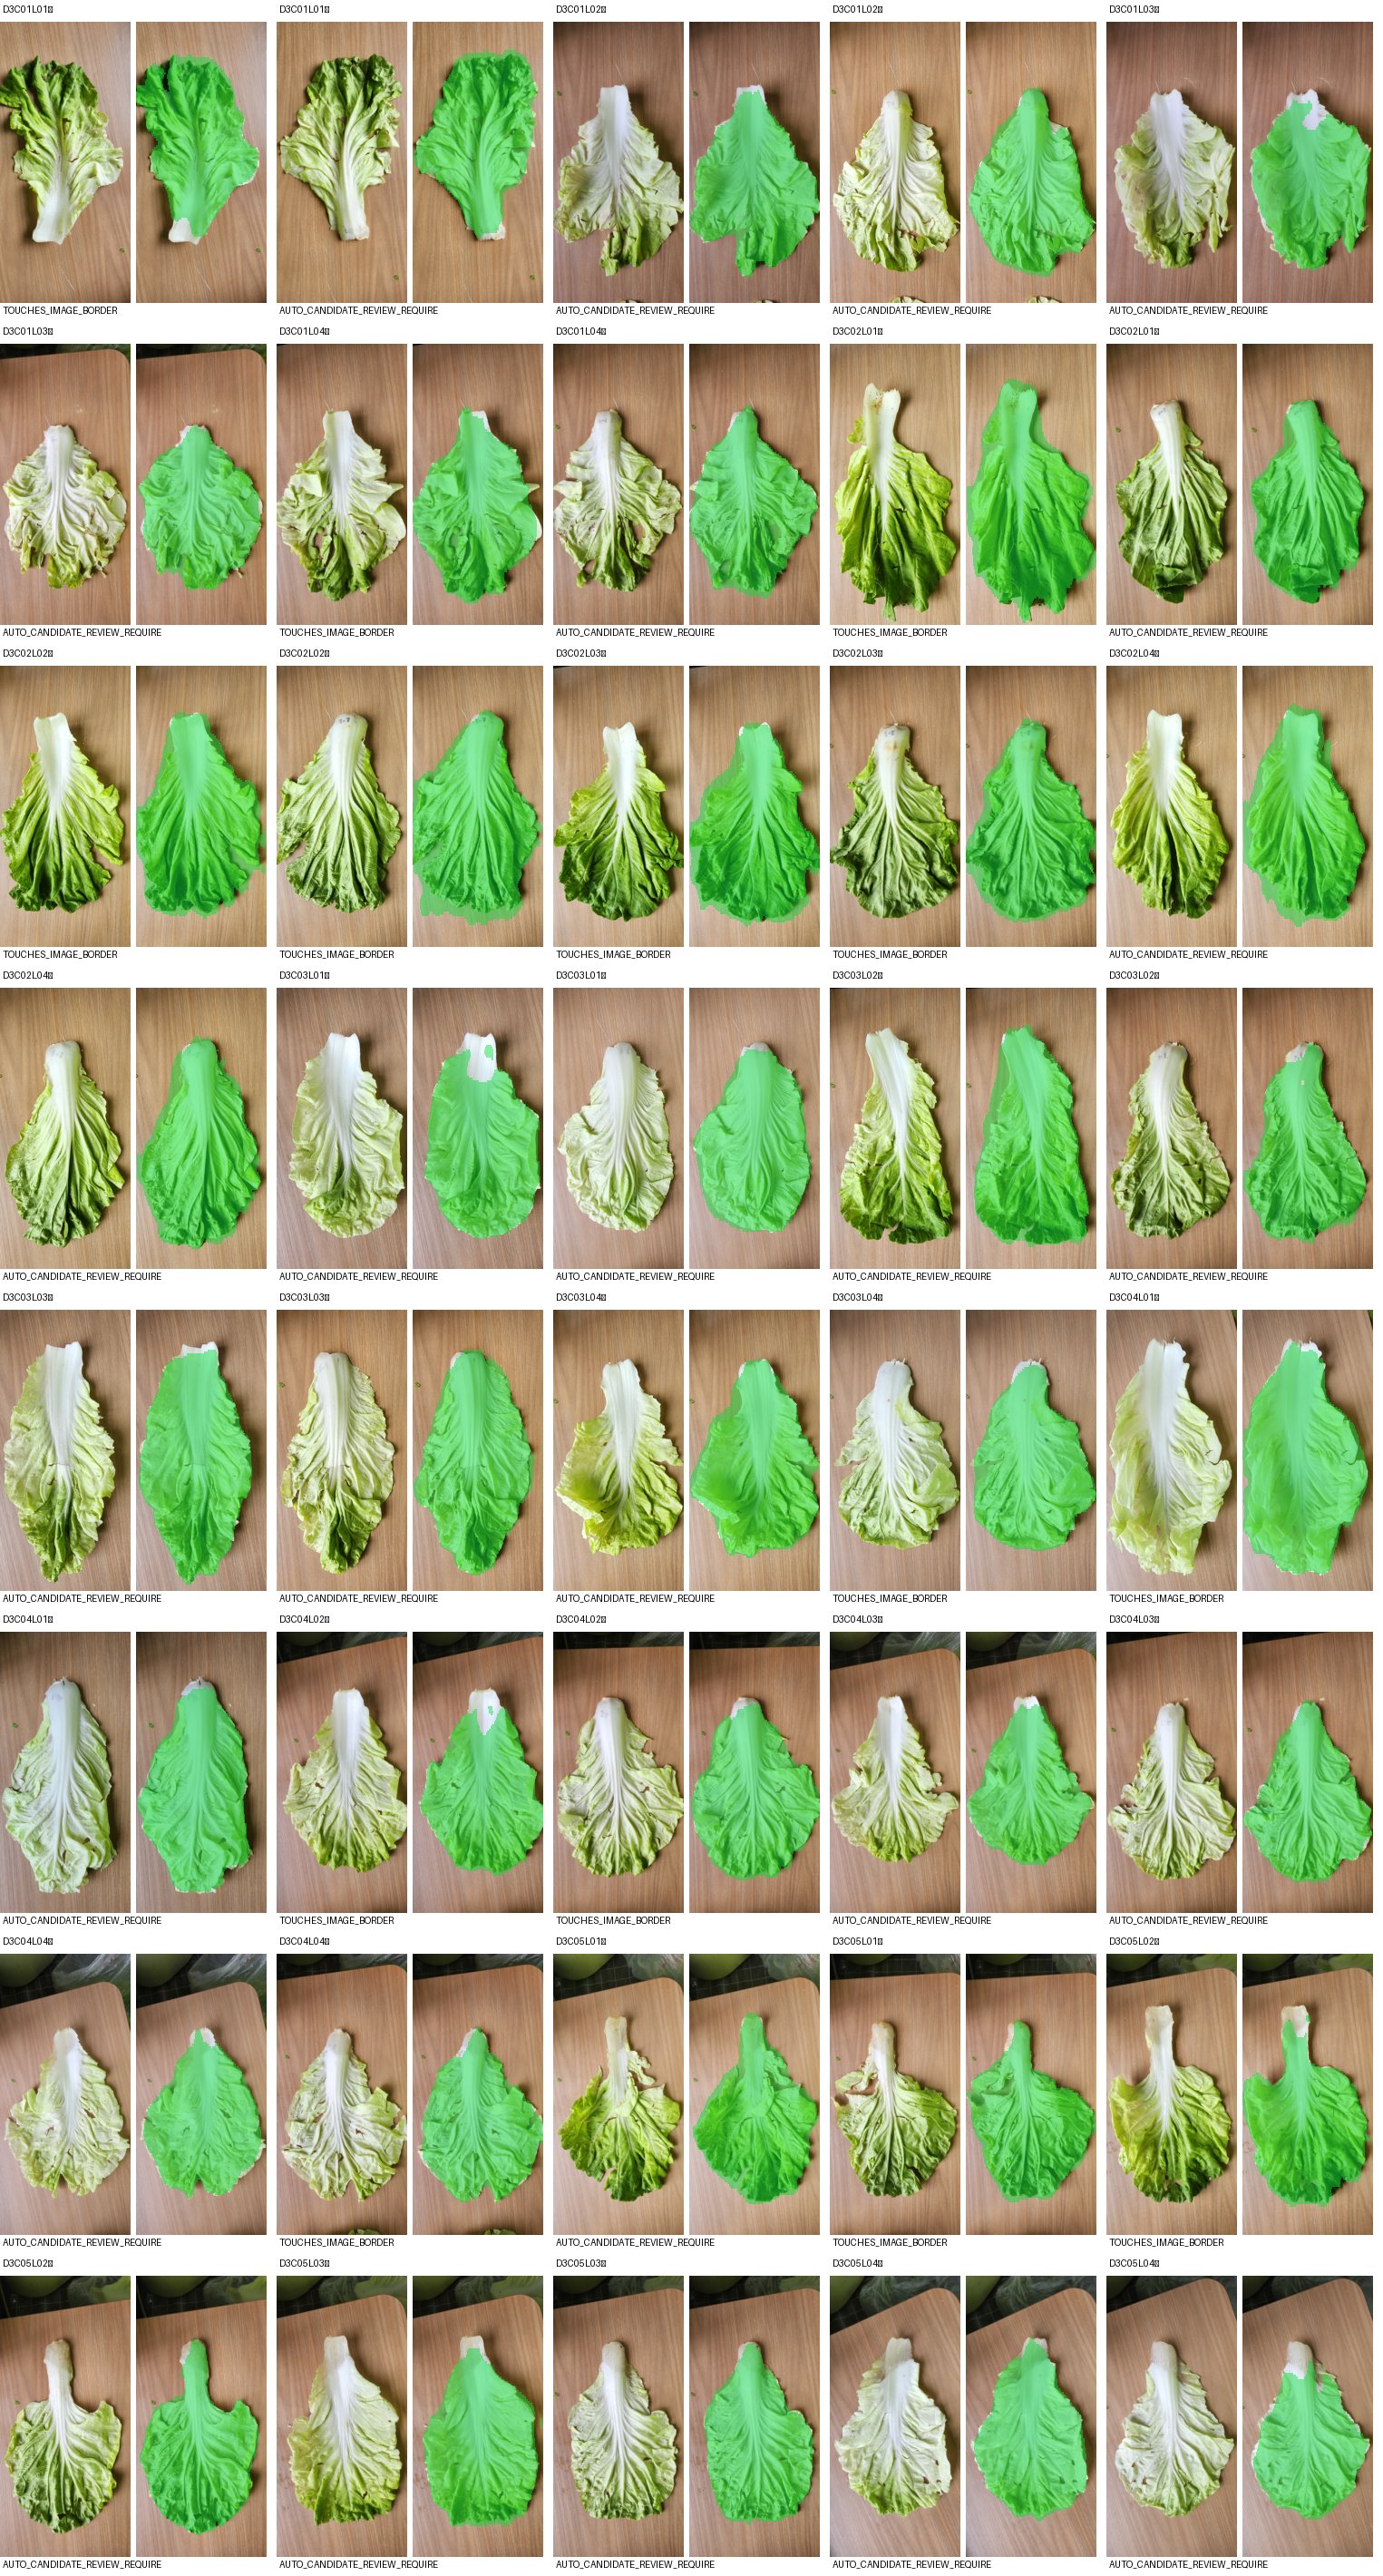 D3C01L01 D3C01L01 D3C01L02 D3C01L02 D3C01L03
TOUCHES_IMAGE_BORDER AUTO_CANDIDATE_REVIEW_REQUIRE AUTO_CANDIDATE_REVIEW_REQUIRE AUTO_CANDIDATE_REVIEW_REQUIRE AUTO_CANDIDATE_REVIEW_REQUIRE
D3C01L03 D3C01L04 D3C01L04 D3C02L01 D3C02L01
AUTO_CANDIDATE_REVIEW_REQUIRE TOUCHES_IMAGE_BORDER AUTO_CANDIDATE_REVIEW_REQUIRE TOUCHES_IMAGE_BORDER AUTO_CANDIDATE_REVIEW_REQUIRE
D3C02L02 D3C02L02 D3C02L03 D3C02L03 D3C02L04
TOUCHES_IMAGE_BORDER TOUCHES_IMAGE_BORDER TOUCHES_IMAGE_BORDER TOUCHES_IMAGE_BORDER AUTO_CANDIDATE_REVIEW_REQUIRE
D3C02L04 D3C03L01 D3C03L01 D3C03L02 D3C03L02
AUTO_CANDIDATE_REVIEW_REQUIRE AUTO_CANDIDATE_REVIEW_REQUIRE AUTO_CANDIDATE_REVIEW_REQUIRE AUTO_CANDIDATE_REVIEW_REQUIRE AUTO_CANDIDATE_REVIEW_REQUIRE
D3C03L03 D3C03L03 D3C03L04 D3C03L04 D3C04L01
AUTO_CANDIDATE_REVIEW_REQUIRE AUTO_CANDIDATE_REVIEW_REQUIRE AUTO_CANDIDATE_REVIEW_REQUIRE TOUCHES_IMAGE_BORDER TOUCHES_IMAGE_BORDER
D3C04L01 D3C04L02 D3C04L02 D3C04L03 D3C04L03
AUTO_CANDIDATE_REVIEW_REQUIRE TOUCHES_IMAGE_BORDER TOUCHES_IMAGE_BORDER AUTO_CANDIDATE_REVIEW_REQUIRE AUTO_CANDIDATE_REVIEW_REQUIRE
D3C04L04 D3C04L04 D3C05L01 D3C05L01 D3C05L02
AUTO_CANDIDATE_REVIEW_REQUIRE TOUCHES_IMAGE_BORDER AUTO_CANDIDATE_REVIEW_REQUIRE TOUCHES_IMAGE_BORDER TOUCHES_IMAGE_BORDER
D3C05L02 D3C05L03 D3C05L03 D3C05L04 D3C05L04
AUTO_CANDIDATE_REVIEW_REQUIRE AUTO_CANDIDATE_REVIEW_REQUIRE AUTO_CANDIDATE_REVIEW_REQUIRE AUTO_CANDIDATE_REVIEW_REQUIRE AUTO_CANDIDATE_REVIEW_REQUIRE